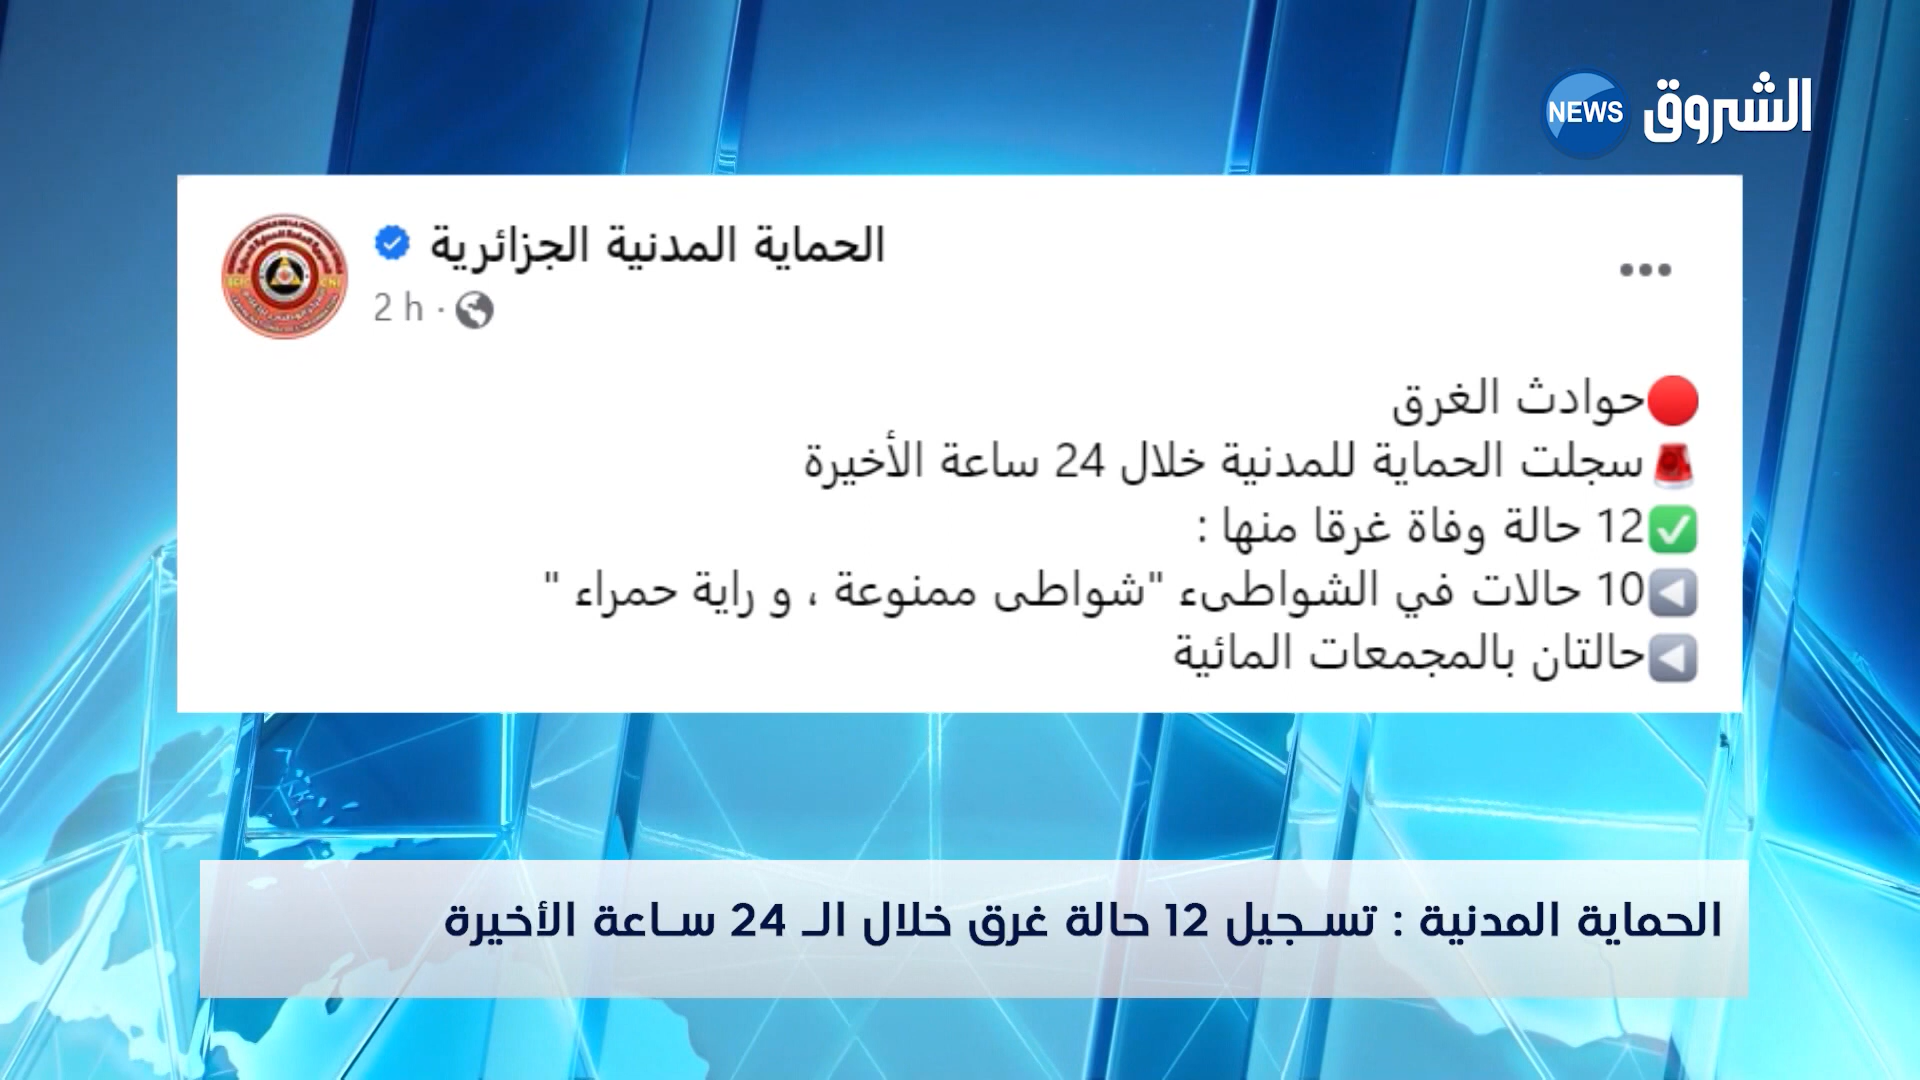 الشروق NEWS
الحماية المدنية الجزائرية
2 h ·
حوادث الغرق
سجلت الحماية للمدنية خلال 24 ساعة الأخيرة
12 حالة وفاة غرقا منها :
10 حالات في الشواطىء "شواطى ممنوعة ، و راية حمراء "
حالتان بالمجمعات المائية
الحماية المدنية : تسجيل 12 حالة غرق خلال الـ 24 ساعة الأخيرة